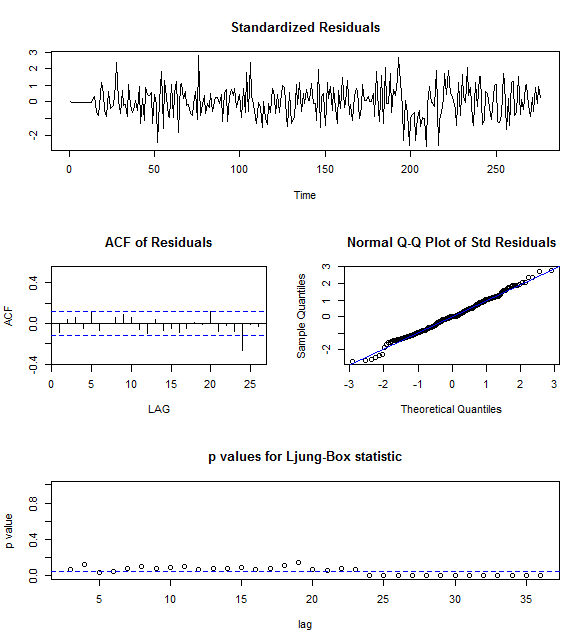 Standardized Residuals
3
2
1
0
-2
0 50 100 150 200 250
Time
ACF of Residuals
ACF
0.4
0.0
-0.4
0 5 10 15 20 25
LAG
Normal Q-Q Plot of Std Residuals
Sample Quantiles
3
2
1
0
-2
-3 -2 -1 0 1 2 3
Theoretical Quantiles
p values for Ljung-Box statistic
p value
0.8
0.4
0.0
5 10 15 20 25 30 35
lag